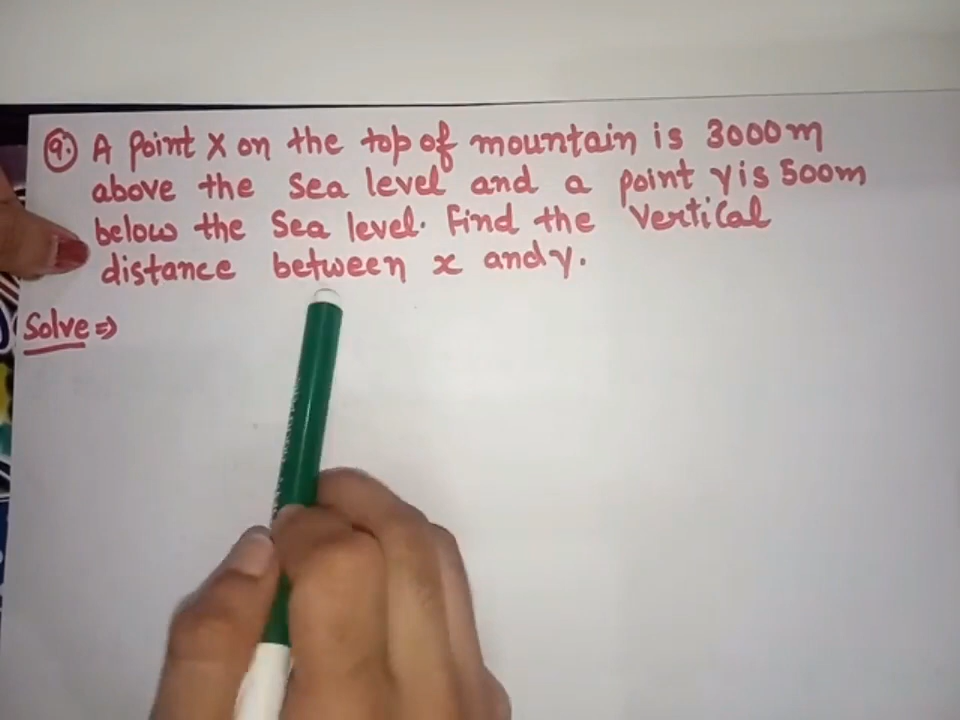 9. A point X on the top of mountain is 3000m
above the sea level and a point y is 500m
below the sea level. Find the vertical
distance between x and y.
Solve ⇒